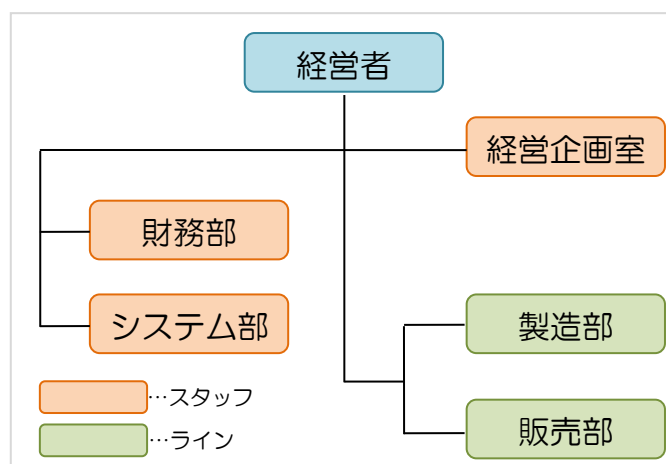 経営者
経営企画室
財務部
システム部
製造部
販売部
…スタッフ
…ライン